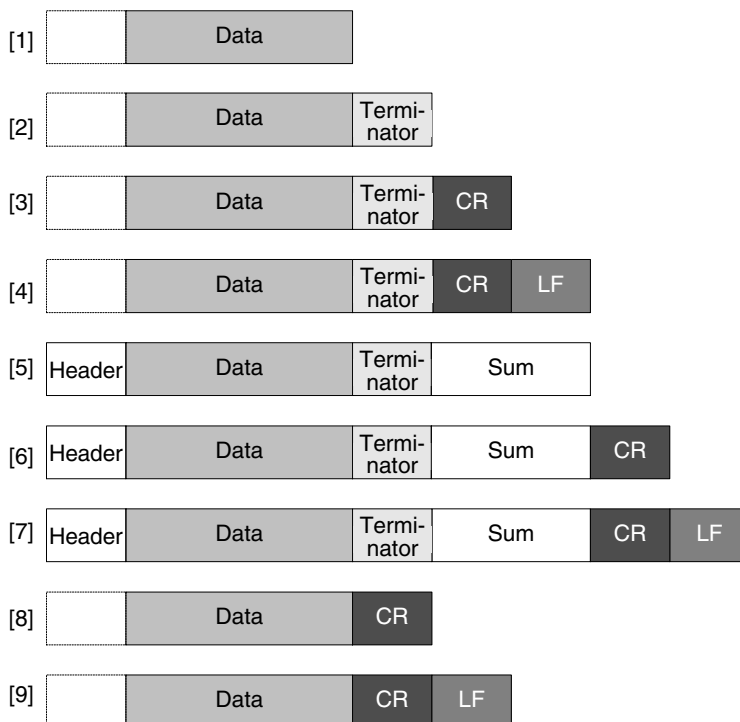 [1] Data
[2] Data Termi-
nator
[3] Data Termi-
nator CR
[4] Data Termi-
nator CR LF
[5] Header Data Termi-
nator Sum
[6] Header Data Termi-
nator Sum CR
[7] Header Data Termi-
nator Sum CR LF
[8] Data CR
[9] Data CR LF